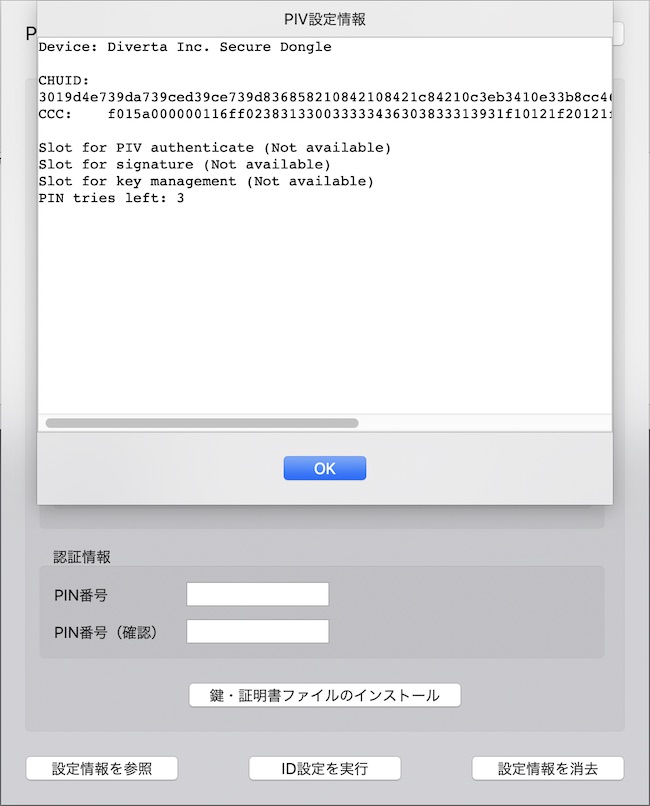 PIV設定情報
Device: Diverta Inc. Secure Dongle
CHUID:
3019d4e739da739ced39ce739d836858210842108421c84210c3eb3410e33b8cc4
CCC:    f015a000000116ff02383133003333343630383331 3931f10121f20121
Slot for PIV authenticate (Not available)
Slot for signature (Not available)
Slot for key management (Not available)
PIN tries left: 3
OK
認証情報
PIN番号
PIN番号（確認）
鍵・証明書ファイルのインストール
設定情報を参照
ID設定を実行
設定情報を消去